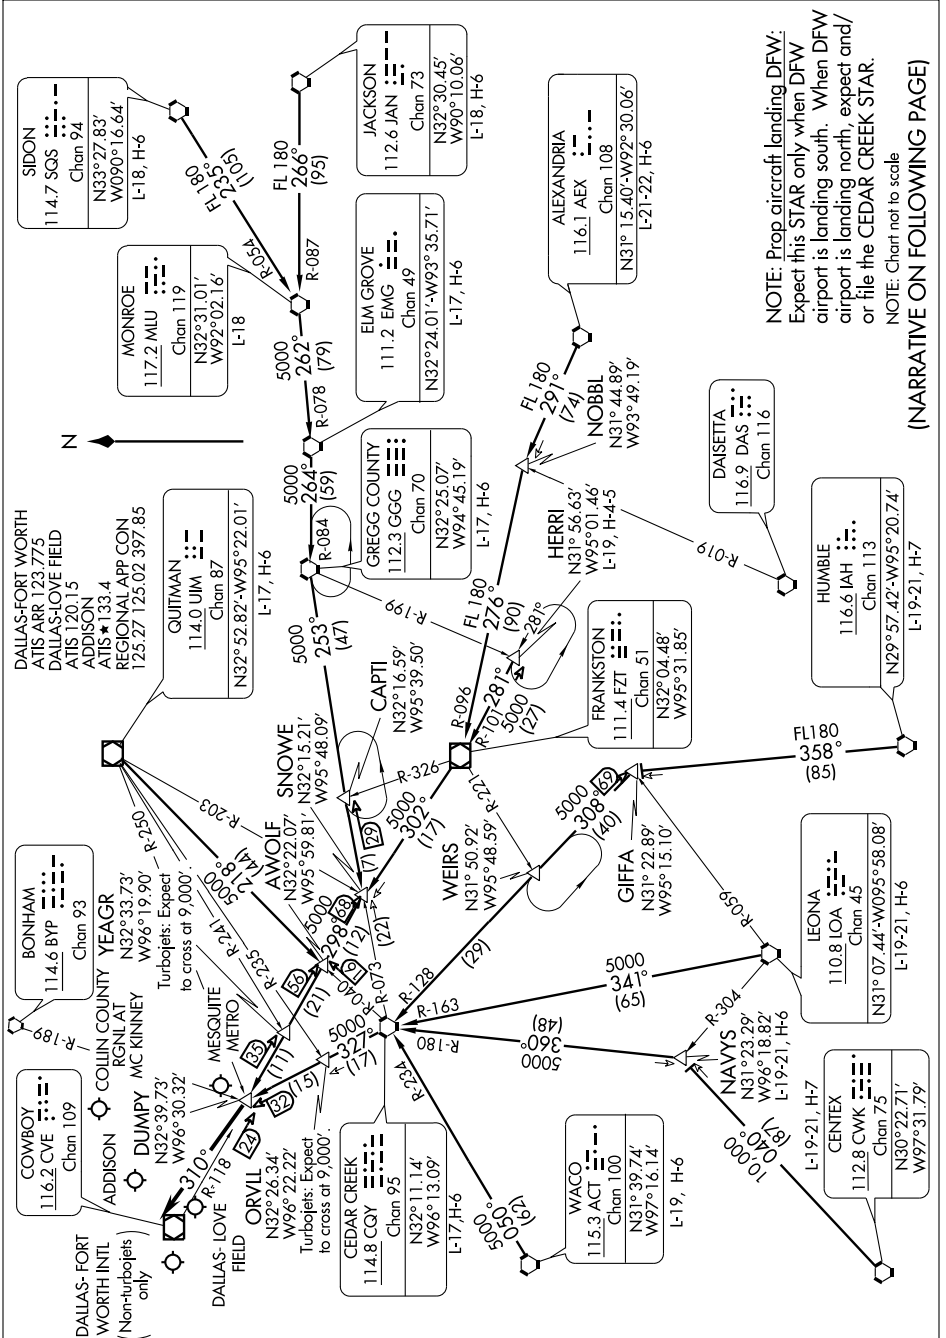 SIDON
114.7 SQS
Chan 94
N33°27.83'
W090°16.64'
L-18, H-6
JACKSON
112.6 JAN
Chan 73
N32°30.45'
W90°10.06'
L-18, H-6
FL 180
235°
(105)
R-054
FL 180
266°
(95)
R-087
MONROE
117.2 MLU
Chan 119
N32°31.01'
W92°02.16'
L-18
ELM GROVE
111.2 EMG
Chan 49
N32°24.01'-W93°35.71'
L-17, H-6
5000
262°
(79)
R-078
ALEXANDRIA
116.1 AEX
Chan 108
N31° 15.40'-W92° 30.06'
L-21-22, H-6
NOTE: Prop aircraft landing DFW:
Expect this STAR only when DFW
airport is landing south. When DFW
airport is landing north, expect and/
or file the CEDAR CREEK STAR.
NOTE: Chart not to scale
(NARRATIVE ON FOLLOWING PAGE)
N
DALLAS-FORT WORTH
ATIS ARR 123.775
DALLAS-LOVE FIELD
ATIS 120.15
ADDISON
ATIS ★ 133.4
REGIONAL APP CON
125.27 125.02 397.85
QUITMAN
114.0 UIM
Chan 87
N32° 52.82'-W95°22.01'
L-17, H-6
5000
264°
(59)
R-084
GREGG COUNTY
112.3 GGG
Chan 70
N32°25.07'
W94°45.19'
L-17, H-6
FL 180
291°
(74)
NOBBL
N31° 44.89'
W93°49.19'
HERRI
N31° 56.63'
W95°01.46'
L-19, H-4-5
DAISETTA
116.9 DAS
Chan 116
R-019
HUMBLE
116.6 IAH
Chan 113
N29°57.42'-W95°20.74'
L-19-21, H-7
5000
253°
(47)
R-199
FL 180
276°
(90)
R-096
281°
R-101
281°
5000
(27)
CAPTI
N32°16.59'
W95°39.50'
SNOWE
N32°15.21'
W95°48.09'
FRANKSTON
111.4 FZT
Chan 51
N32°04.48'
W95°31.85'
FL180
358°
(85)
R-326
R-221
5000
302°
(17)
(7)
29
R-203
R-250
5000
218°
(44)
AWOLF
N32°22.07'
W95°59.81'
WEIRS
N31° 50.92'
W95°48.59'
5000
308°
(40)
69
GIFFA
N31° 22.89'
W95°15.10'
R-059
LEONA
110.8 LOA
Chan 45
N31° 07.44'-W095°58.08'
L-19-21, H-6
BONHAM
114.6 BYP
Chan 93
R-189
YEAGR
N32°33.73'
W96°19.90'
Turbojets: Expect
to cross at 9,000'.
R-241
R-235
5000
298°
(12)
68
(22)
R-073
16
R-040
56
(21)
R-128
(29)
R-163
5000
341°
(65)
R-304
COLLIN COUNTY
RGNL AT
MC KINNEY
MESQUITE
METRO
35
(11)
5000
327°
(17)
R-180
5000
360°
(48)
NAVYS
N31°23.29'
W96°18.82'
L-19-21, H-6
COWBOY
116.2 CVE
Chan 109
ADDISON
DUMPY
N32°39.73'
W96°30.32'
32
(15)
24
310°
R-118
R-234
DALLAS- FORT
WORTH INTL
(Non-turbojets
only
DALLAS- LOVE
FIELD
ORVLL
N32°26.34'
W96° 22.22'
Turbojets: Expect
to cross at 9,000'.
CEDAR CREEK
114.8 CQY
Chan 95
N32°11.14'
W96°13.09'
L-17,H-6
5000
050°
(62)
WACO
115.3 ACT
Chan 100
N31°39.74'
W97°16.14'
L-19, H-6
10,000
040°
(87)
L-19-21, H-7
CENTEX
112.8 CWK
Chan 75
N30°22.71'
W97°31.79'